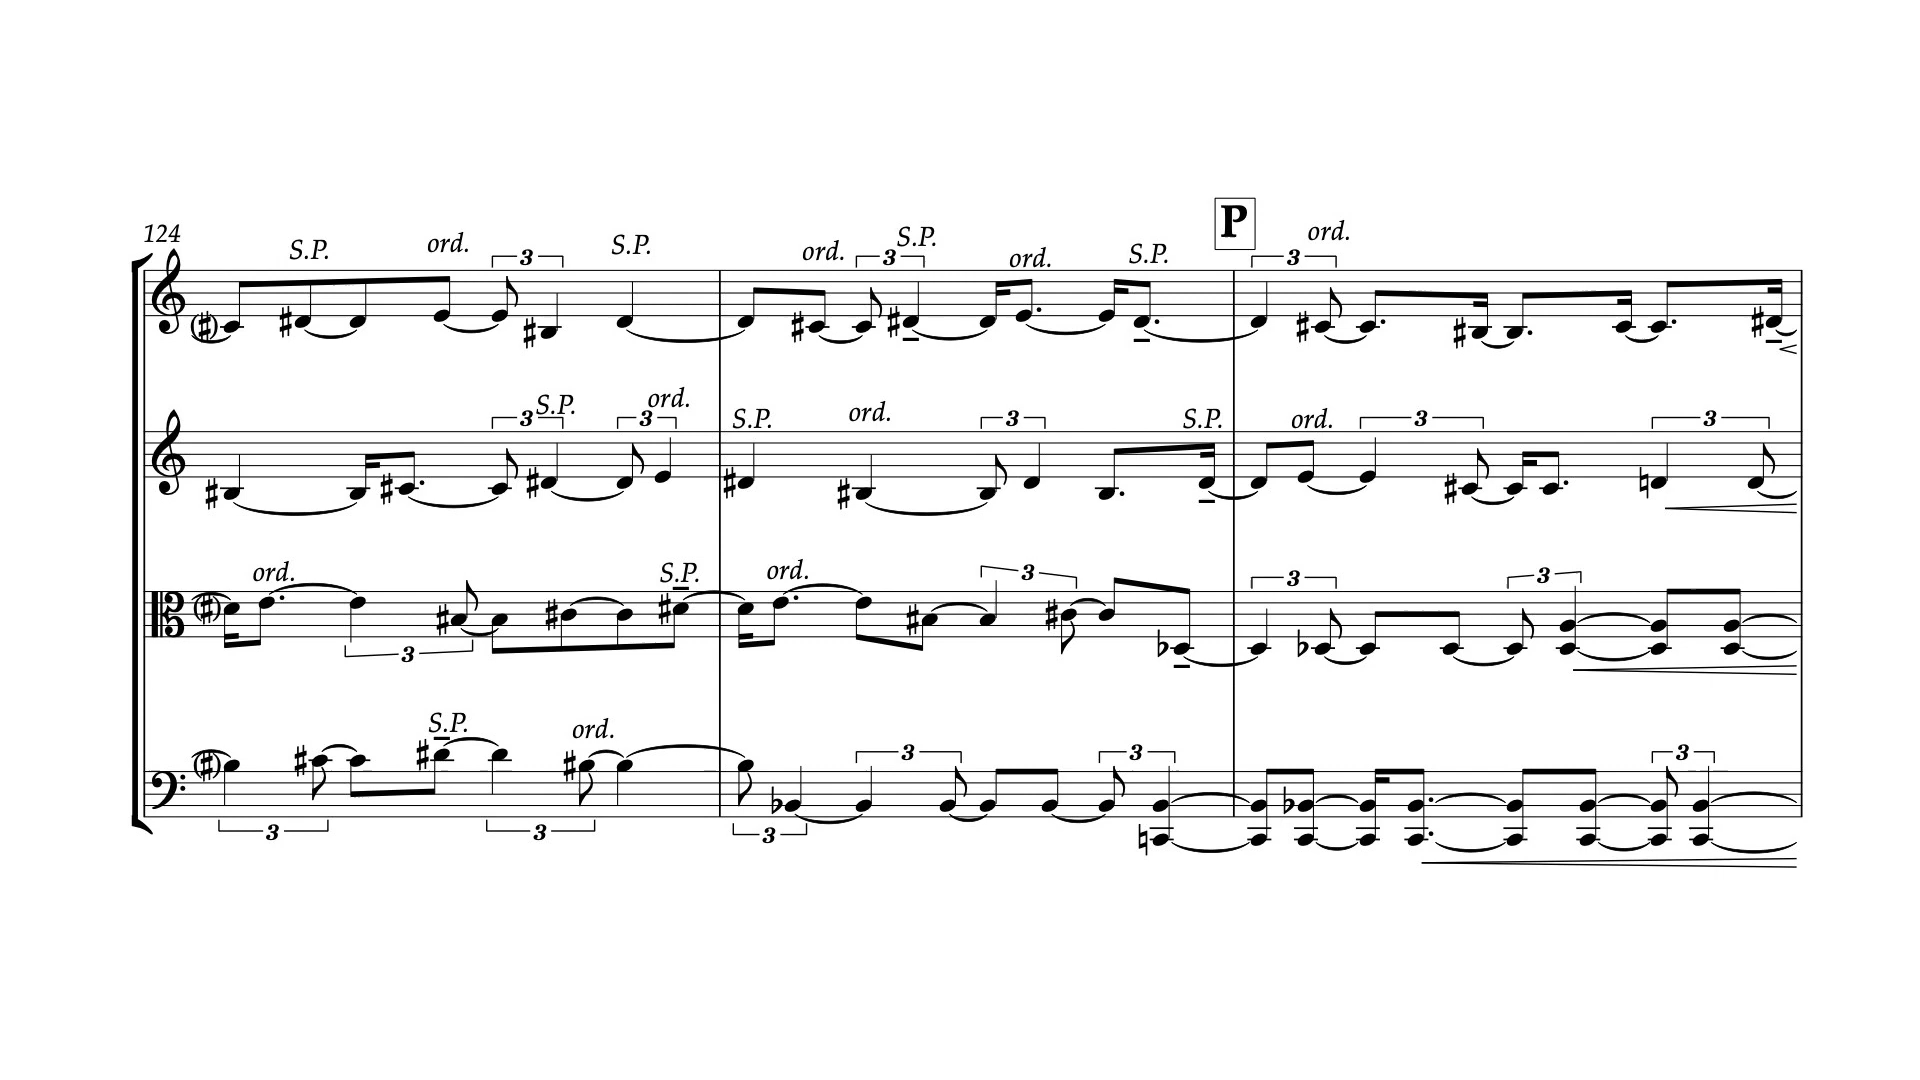 P
124 S.P. ord. 3 S.P. ord. 3 S.P. ord. S.P. 3 ord.
3 S.P. 3 ord. S.P. ord. 3 S.P. ord. 3 3
ord. 3 S.P. ord. 3 3 3
3 S.P. 3 ord. 3 3 3 3